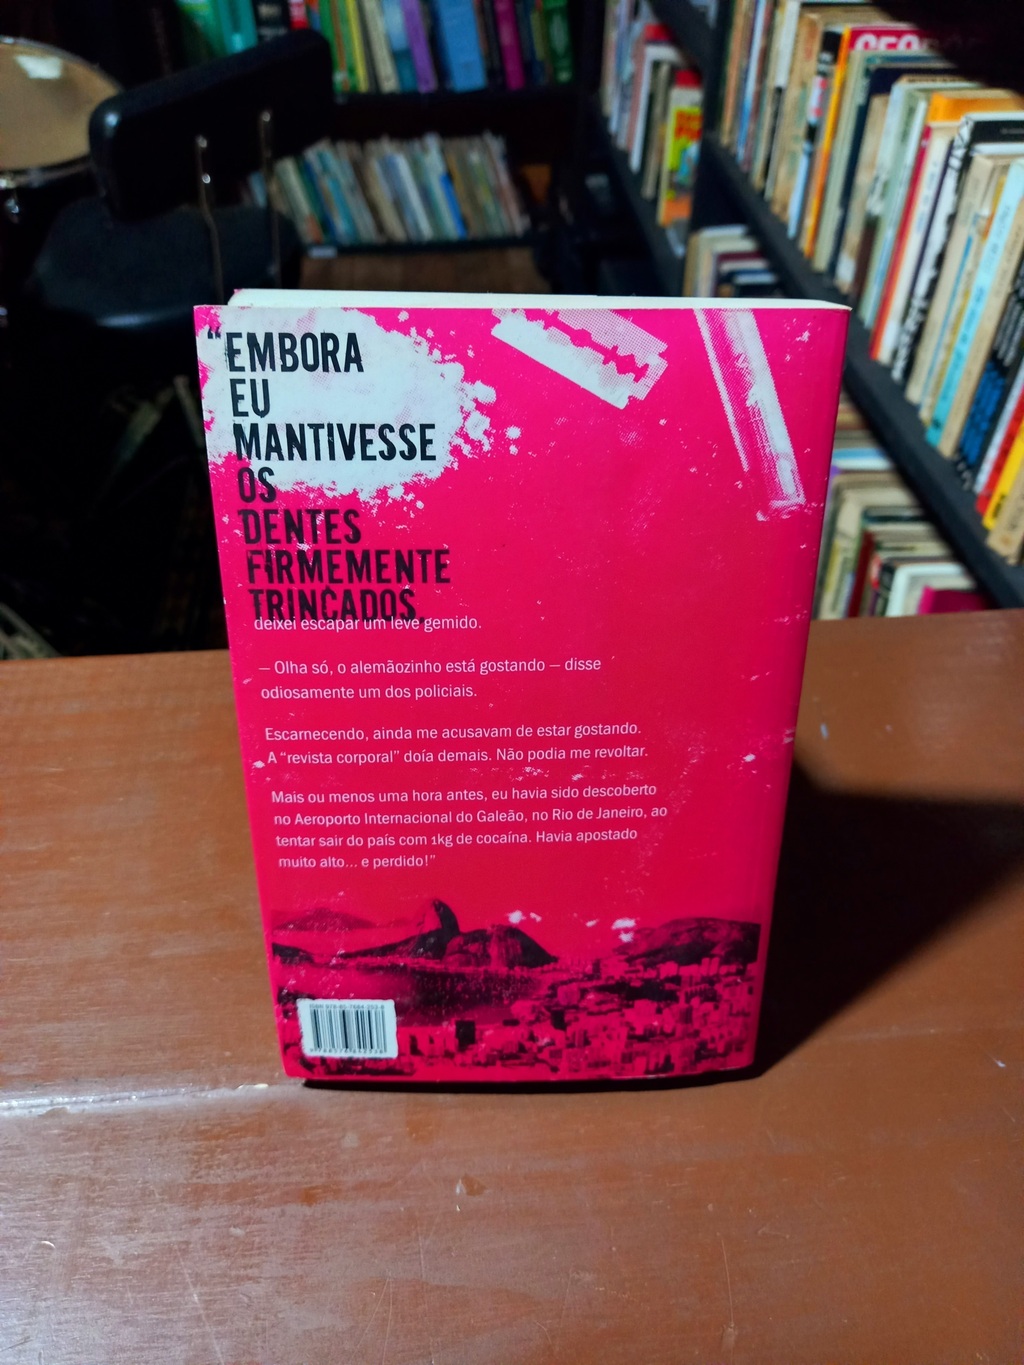 “EMBORA
EU
MANTIVESSE
OS
DENTES
FIRMEMENTE
TRINCADOS,
deixei escapar um leve gemido.
— Olha só, o alemãozinho está gostando — disse
odiosamente um dos policiais.
Escarnecendo, ainda me acusavam de estar gostando.
A “revista corporal” doía demais. Não podia me revoltar.
Mais ou menos uma hora antes, eu havia sido descoberto
no Aeroporto Internacional do Galeão, no Rio de Janeiro, ao
tentar sair do país com 1kg de cocaína. Havia apostado
muito alto... e perdido!”